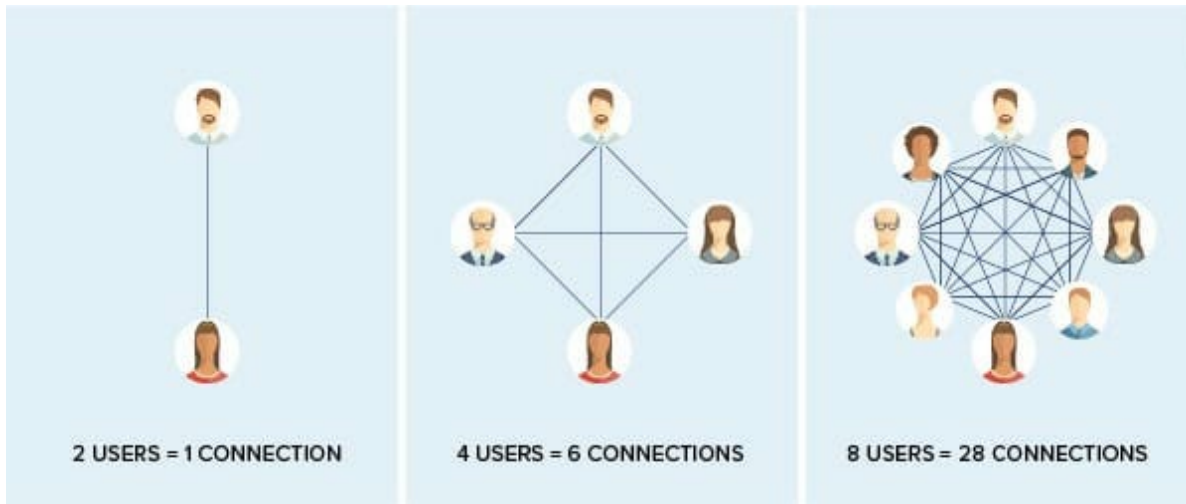 2 USERS = 1 CONNECTION
4 USERS = 6 CONNECTIONS
8 USERS = 28 CONNECTIONS